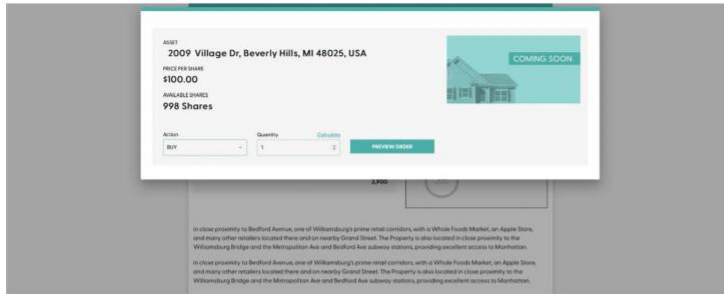 ASSET
2009 Village Dr, Beverly Hills, MI 48025, USA
PRICE PER SHARE
$100.00
AVAILABLE SHARES
998 Shares
COMING SOON
Action
Quantity
Calculate
BUY
1
PREVIEW ORDER
2,900
in close proximity to Bedford Avenue, one of Williamsburg's prime retail corridors, with a Whole Foods Market, an Apple Store,
and many other retailers located there and on nearby Grand Street. The Property is also located in close proximity to the
Williamsburg Bridge and the Metropolitan Ave and Bedford Ave subway stations, providing excellent access to Manhattan.
in close proximity to Bedford Avenue, one of Williamsburg's prime retail corridors, with a Whole Foods Market, an Apple Store,
and many other retailers located there and on nearby Grand Street. The Property is also located in close proximity to the
Williamsburg Bridge and the Metropolitan Ave and Bedford Ave subway stations, providing excellent access to Manhattan.